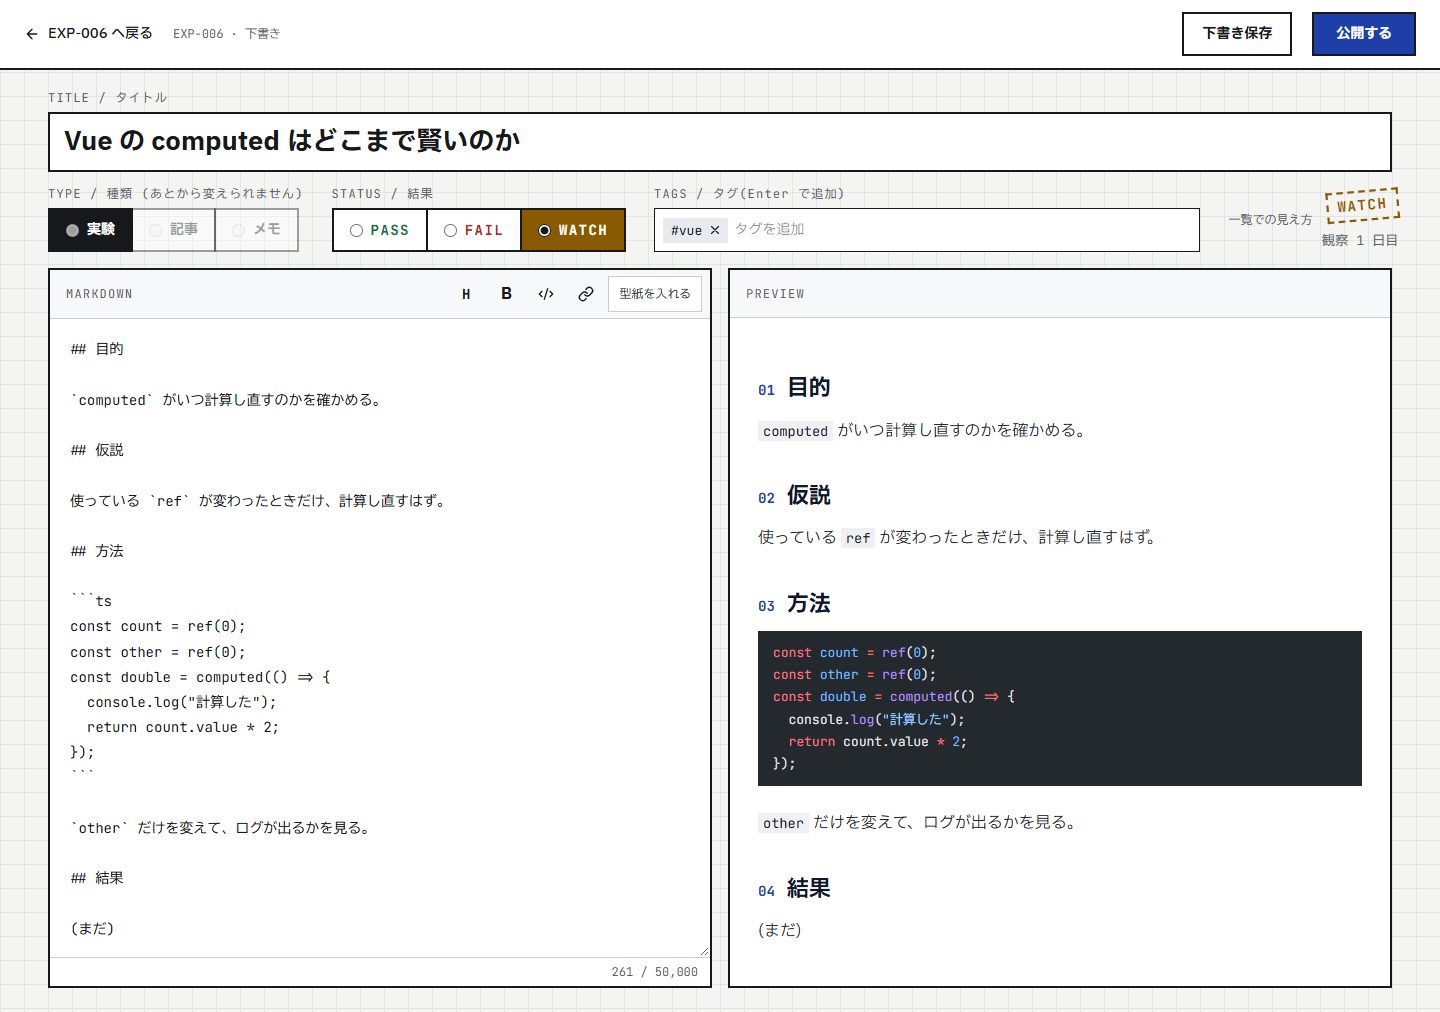 ← EXP-006 へ戻る EXP-006 · 下書き 下書き保存 公開する
TITLE / タイトル
Vue の computed はどこまで賢いのか
TYPE / 種類 (あとから変えられません) STATUS / 結果 TAGS / タグ(Enter で追加)
実験 記事 メモ PASS FAIL WATCH #vue × タグを追加 一覧での見え方 WATCH
観察 1 日目
MARKDOWN H B </> 型紙を入れる
## 目的
`computed` がいつ計算し直すのかを確かめる。
## 仮説
使っている `ref` が変わったときだけ、計算し直すはず。
## 方法
```ts
const count = ref(0);
const other = ref(0);
const double = computed(() => {
  console.log("計算した");
  return count.value * 2;
});
```
`other` だけを変えて、ログが出るかを見る。
## 結果
(まだ)
261 / 50,000
PREVIEW
01 目的
computed がいつ計算し直すのかを確かめる。
02 仮説
使っている ref が変わったときだけ、計算し直すはず。
03 方法
const count = ref(0);
const other = ref(0);
const double = computed(() => {
  console.log("計算した");
  return count.value * 2;
});
other だけを変えて、ログが出るかを見る。
04 結果
(まだ)